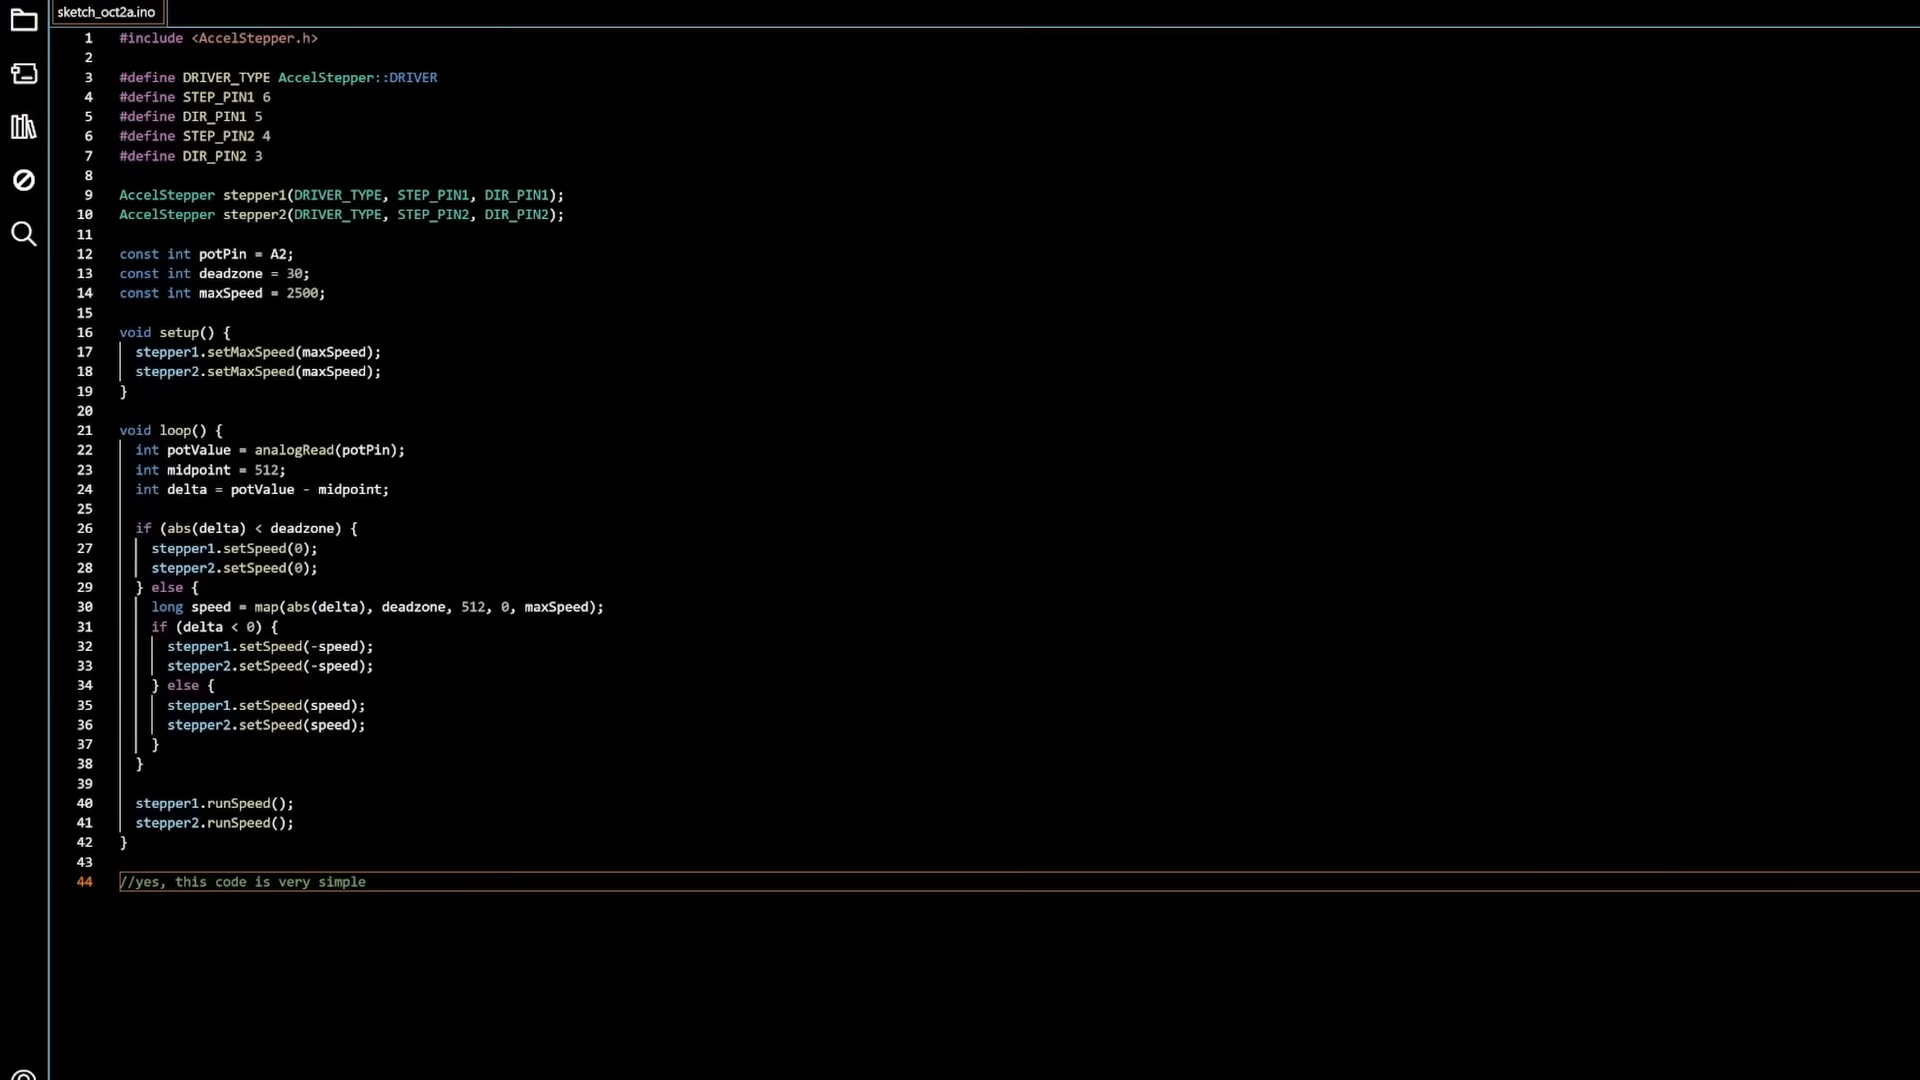 sketch_oct2a.ino
1 #include <AccelStepper.h>
2
3 #define DRIVER_TYPE AccelStepper::DRIVER
4 #define STEP_PIN1 6
5 #define DIR_PIN1 5
6 #define STEP_PIN2 4
7 #define DIR_PIN2 3
8
9 AccelStepper stepper1(DRIVER_TYPE, STEP_PIN1, DIR_PIN1);
10 AccelStepper stepper2(DRIVER_TYPE, STEP_PIN2, DIR_PIN2);
11
12 const int potPin = A2;
13 const int deadzone = 30;
14 const int maxSpeed = 2500;
15
16 void setup() {
17   stepper1.setMaxSpeed(maxSpeed);
18   stepper2.setMaxSpeed(maxSpeed);
19 }
20
21 void loop() {
22   int potValue = analogRead(potPin);
23   int midpoint = 512;
24   int delta = potValue - midpoint;
25
26   if (abs(delta) < deadzone) {
27     stepper1.setSpeed(0);
28     stepper2.setSpeed(0);
29   } else {
30     long speed = map(abs(delta), deadzone, 512, 0, maxSpeed);
31     if (delta < 0) {
32       stepper1.setSpeed(-speed);
33       stepper2.setSpeed(-speed);
34     } else {
35       stepper1.setSpeed(speed);
36       stepper2.setSpeed(speed);
37     }
38   }
39
40   stepper1.runSpeed();
41   stepper2.runSpeed();
42 }
43
44 //yes, this code is very simple